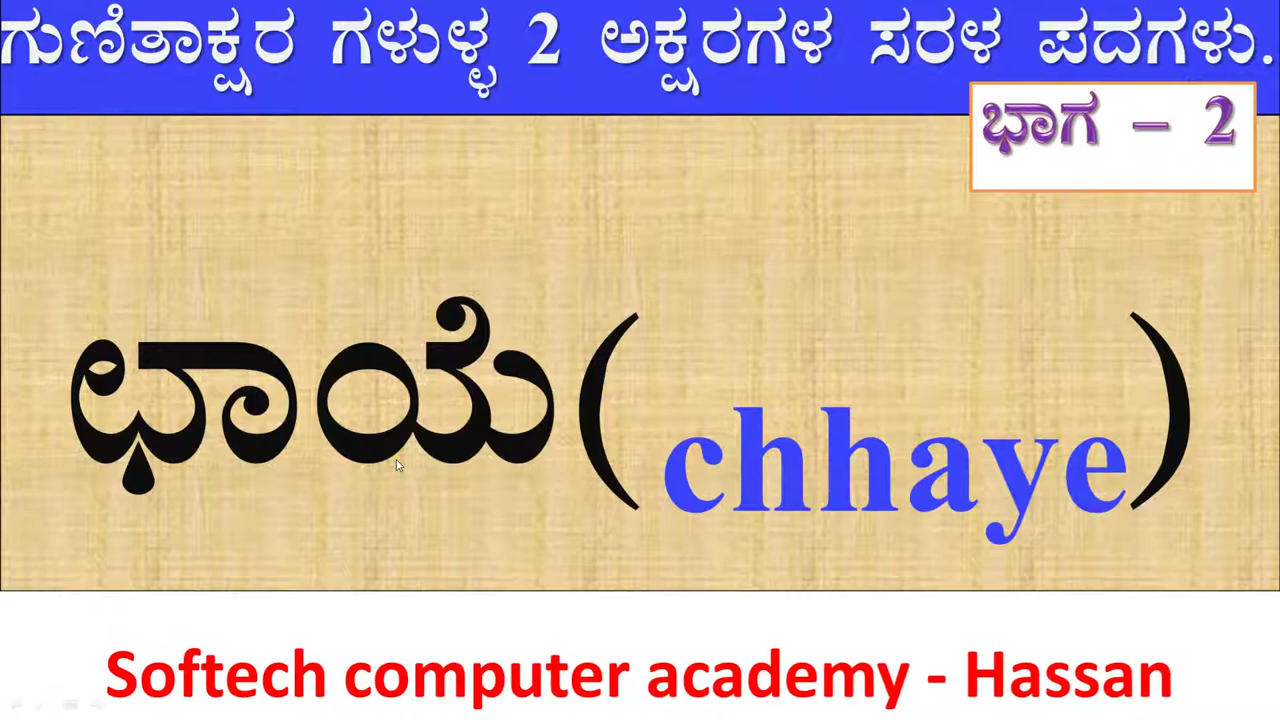 ಗುಣಿತಾಕ್ಷರ ಗಳುಳ್ಳ 2 ಅಕ್ಷರಗಳ ಸರಳ ಪದಗಳು.
ಭಾಗ – 2
ಛಾಯೆ(chhaye)
Softech computer academy - Hassan